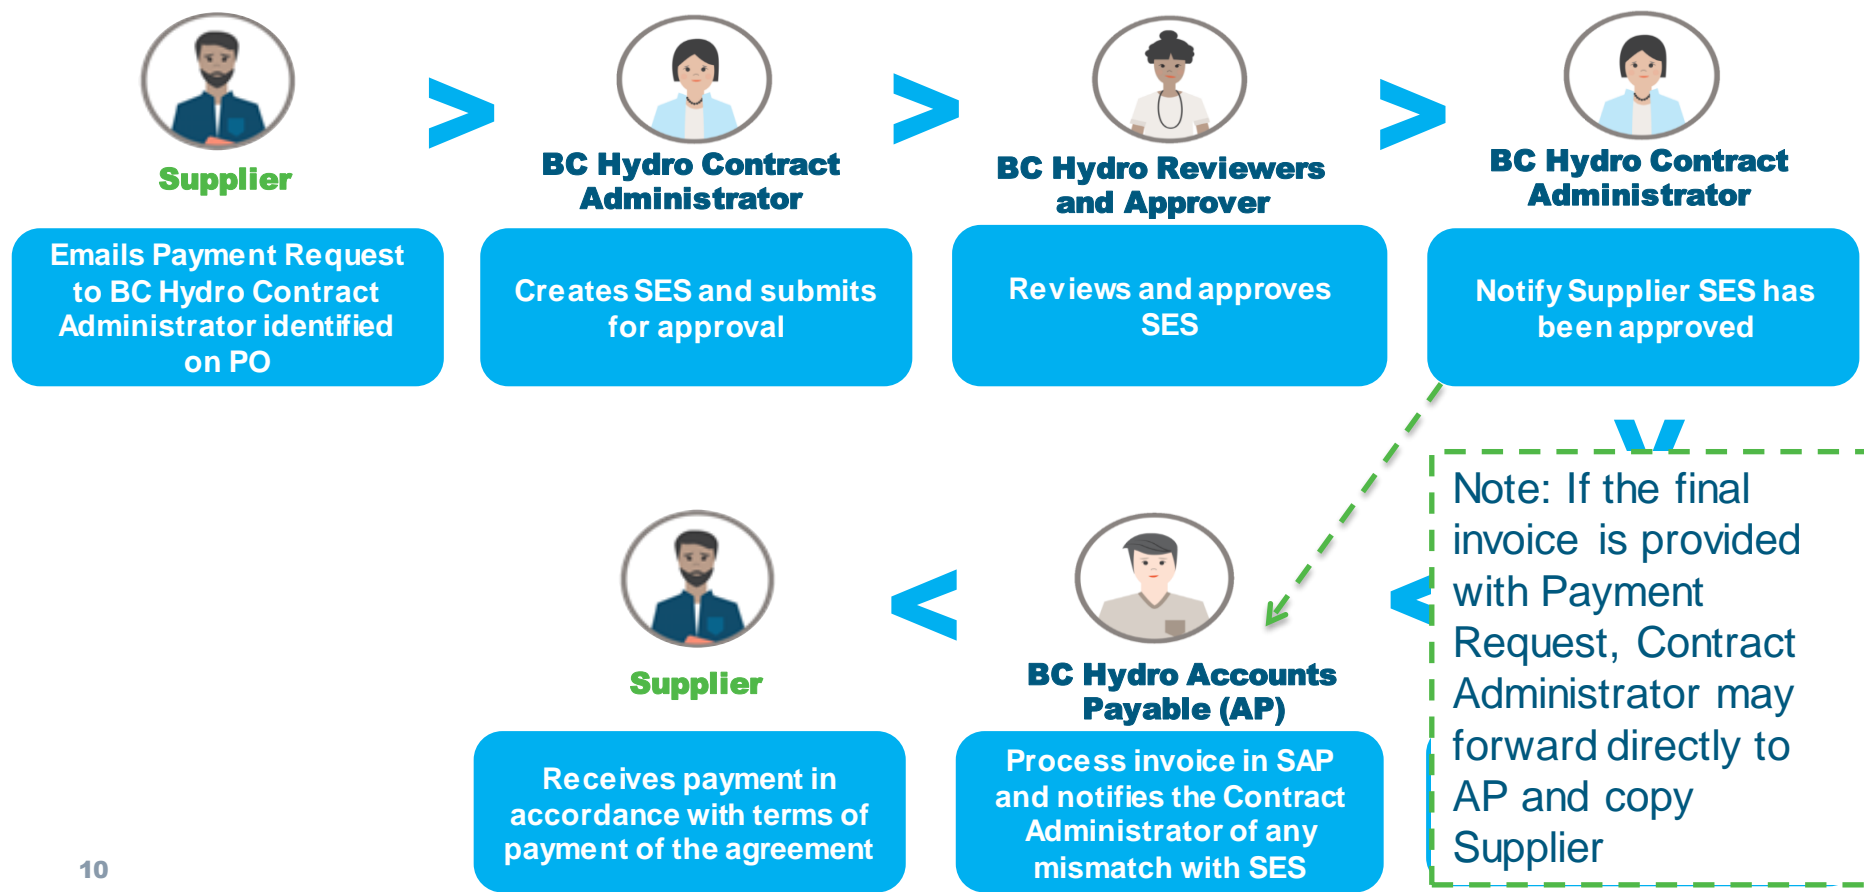 Supplier
BC Hydro Contract
Administrator
BC Hydro Reviewers
and Approver
BC Hydro Contract
Administrator
Emails Payment Request
to BC Hydro Contract
Administrator identified
on PO
Creates SES and submits
for approval
Reviews and approves
SES
Notify Supplier SES has
been approved
Supplier
BC Hydro Accounts
Payable (AP)
Receives payment in
accordance with terms of
payment of the agreement
Process invoice in SAP
and notifies the Contract
Administrator of any
mismatch with SES
Note: If the final
invoice is provided
with Payment
Request, Contract
Administrator may
forward directly to
AP and copy
Supplier
10